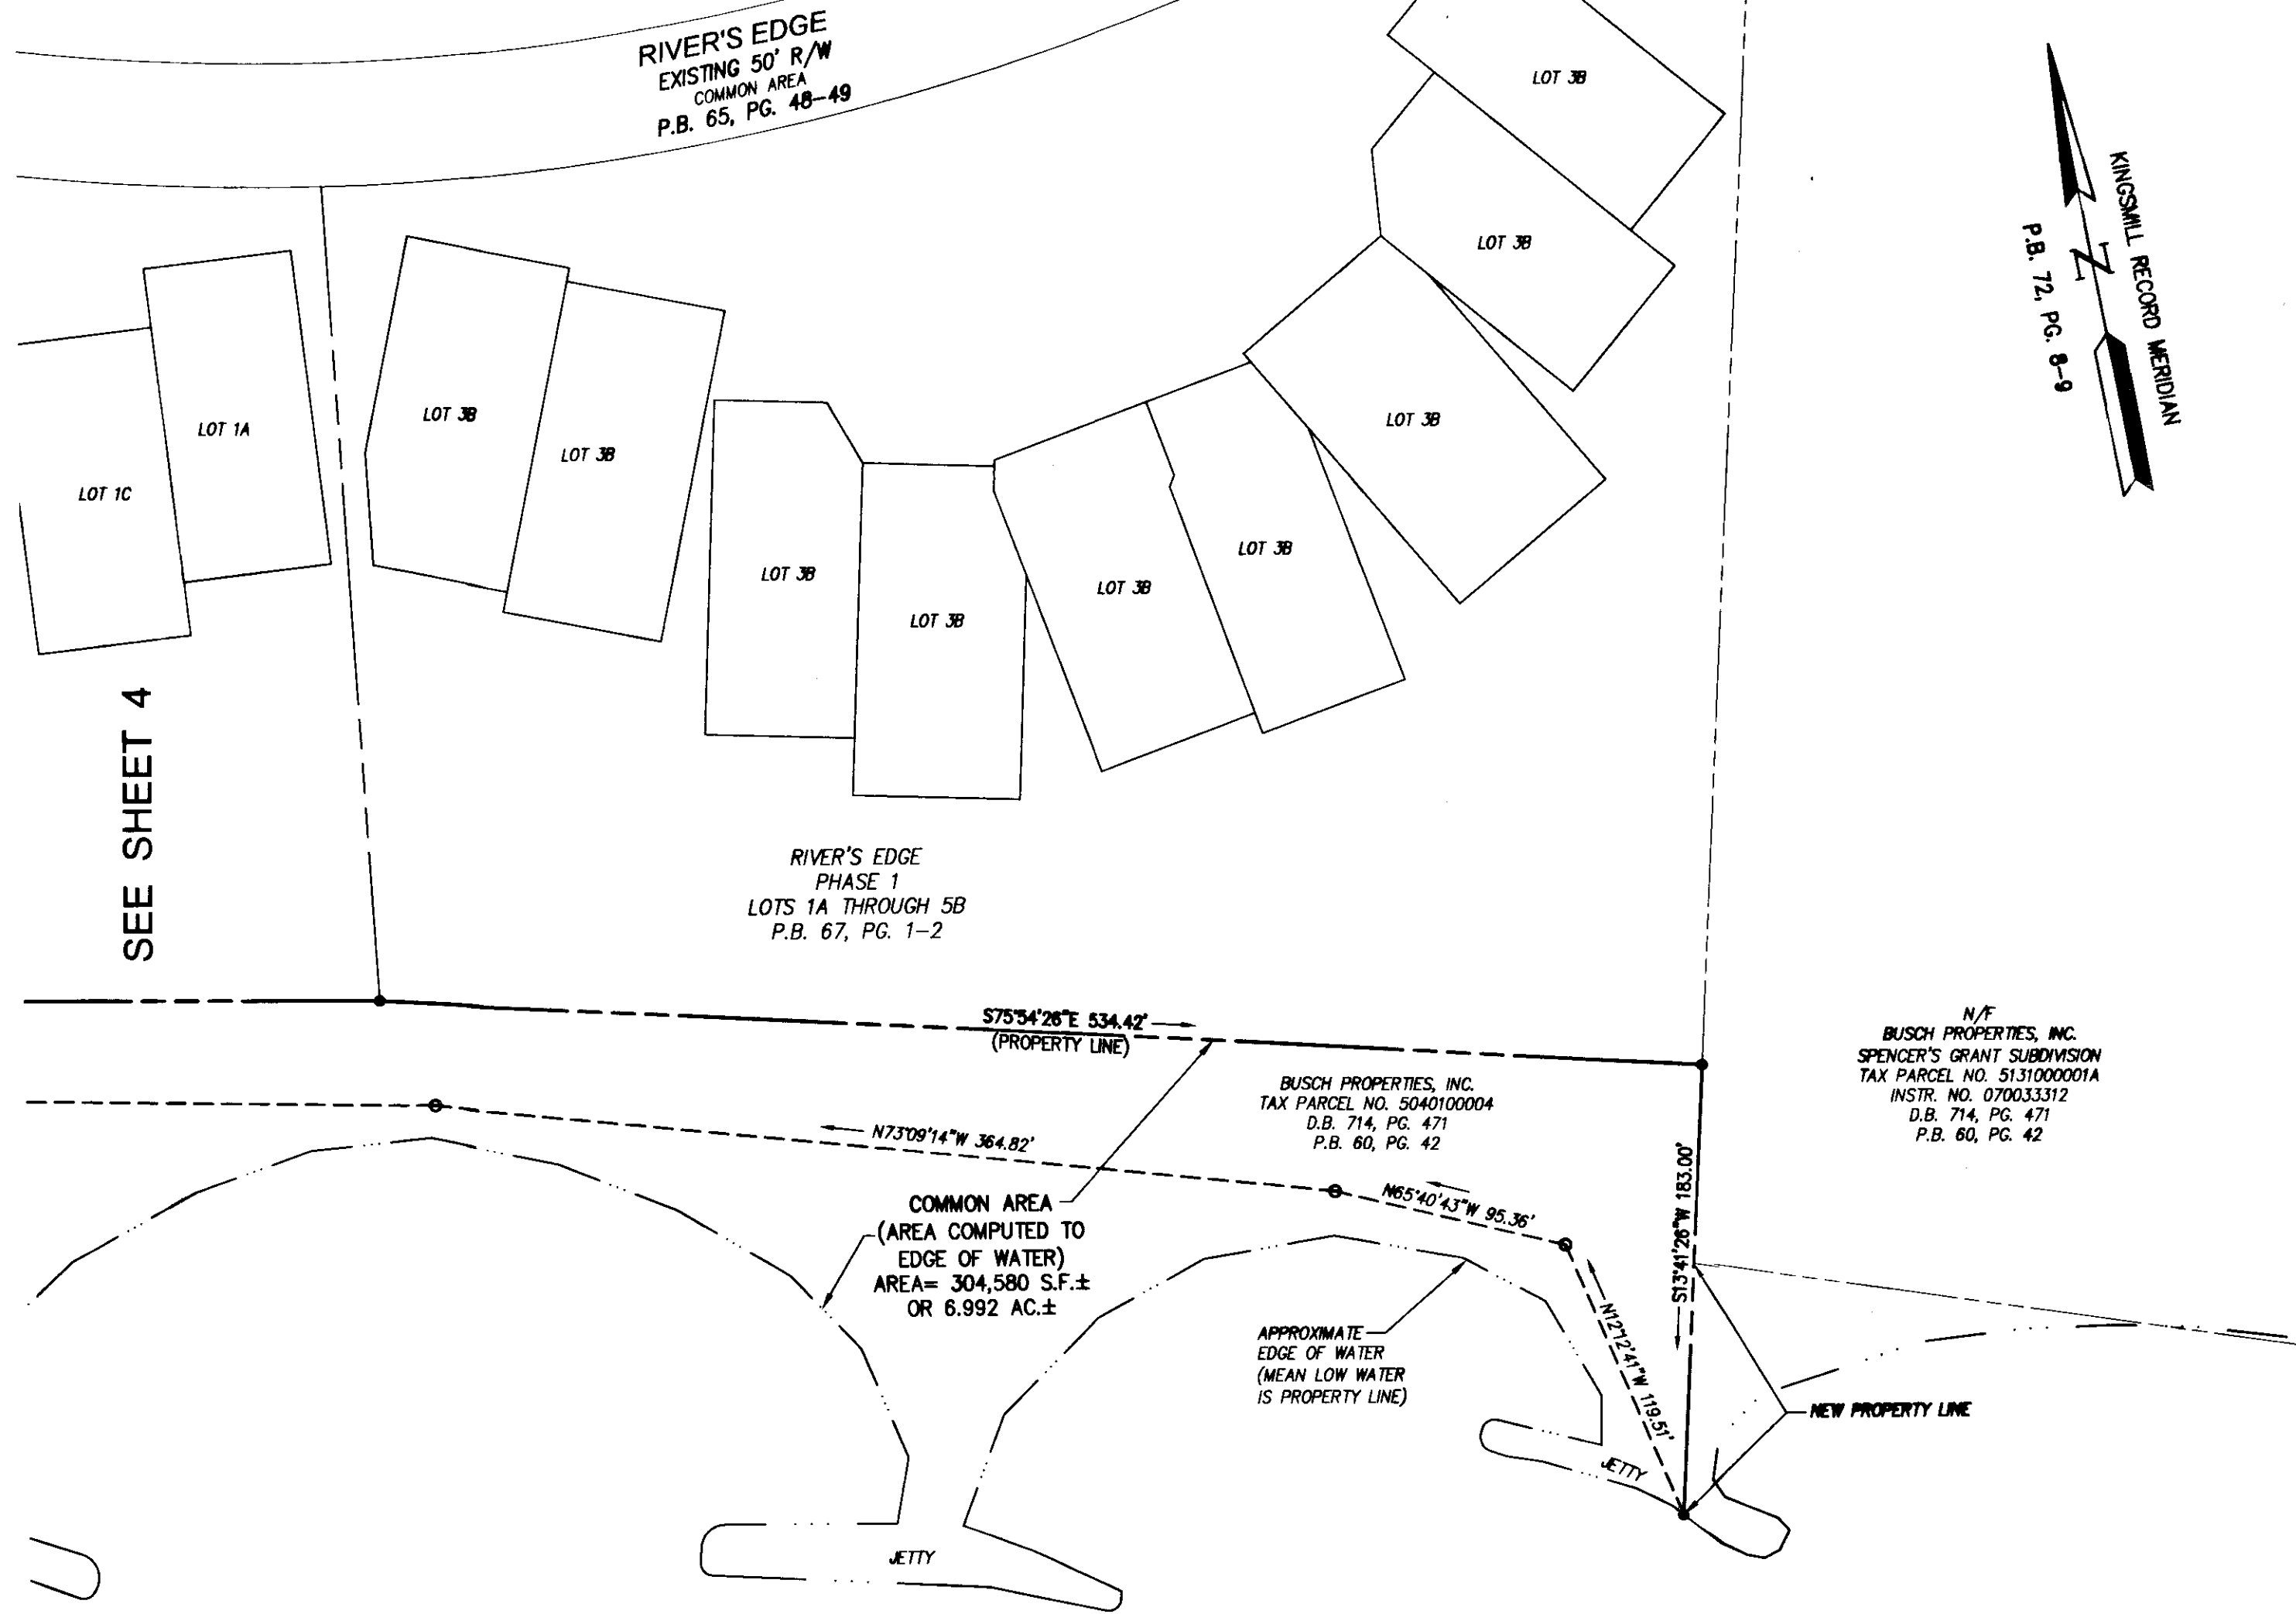 RIVER'S EDGE
EXISTING 50' R/W
COMMON AREA
P.B. 65, PG. 48-49
KINGSMILL RECORD MERIDIAN
N
P.B. 72, PG. 8-9
LOT 3B
LOT 3B
LOT 3B
LOT 3B
LOT 3B
LOT 3B
LOT 3B
LOT 3B
LOT 3B
LOT 3B
LOT 1A
LOT 1C
SEE SHEET 4
RIVER'S EDGE
PHASE 1
LOTS 1A THROUGH 5B
P.B. 67, PG. 1-2
S75°54'26"E 534.42'
(PROPERTY LINE)
BUSCH PROPERTIES, INC.
TAX PARCEL NO. 5040100004
D.B. 714, PG. 471
P.B. 60, PG. 42
N/F
BUSCH PROPERTIES, INC.
SPENCER'S GRANT SUBDIVISION
TAX PARCEL NO. 5131000001A
INSTR. NO. 070033312
D.B. 714, PG. 471
P.B. 60, PG. 42
N73°09'14"W 364.82'
N65°40'43"W 95.36'
S13°41'26"W 183.00'
N12°12'41"W 119.51'
COMMON AREA
(AREA COMPUTED TO
EDGE OF WATER)
AREA= 304,580 S.F.±
OR 6.992 AC.±
APPROXIMATE
EDGE OF WATER
(MEAN LOW WATER
IS PROPERTY LINE)
NEW PROPERTY LINE
JETTY
JETTY